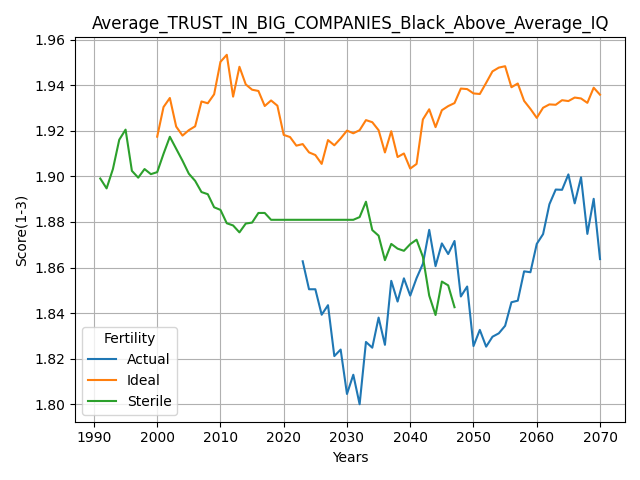 Average_TRUST_IN_BIG_COMPANIES_Black_Above_Average_IQ
Score(1-3)
1.96
1.94
1.92
1.90
1.88
1.86
1.84
1.82
1.80
Fertility
Actual
Ideal
Sterile
1990 2000 2010 2020 2030 2040 2050 2060 2070
Years